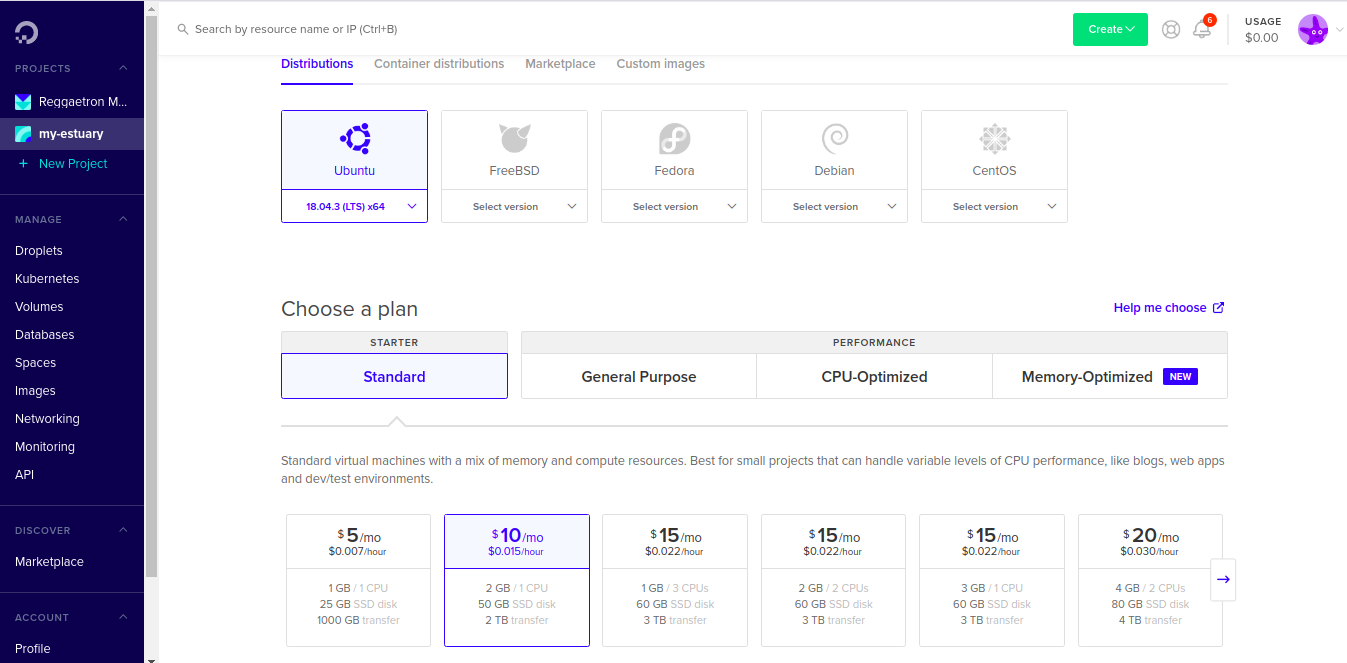 Search by resource name or IP (Ctrl+B)
Create
6
USAGE
$0.00
PROJECTS
Reggaetron M...
my-estuary
+ New Project
MANAGE
Droplets
Kubernetes
Volumes
Databases
Spaces
Images
Networking
Monitoring
API
DISCOVER
Marketplace
ACCOUNT
Profile
Distributions Container distributions Marketplace Custom images
Ubuntu
18.04.3 (LTS) x64
FreeBSD
Select version
Fedora
Select version
Debian
Select version
CentOS
Select version
Choose a plan
Help me choose
STARTER
Standard
PERFORMANCE
General Purpose
CPU-Optimized
Memory-Optimized NEW
Standard virtual machines with a mix of memory and compute resources. Best for small projects that can handle variable levels of CPU performance, like blogs, web apps
and dev/test environments.
$5/mo
$0.007/hour
1 GB / 1 CPU
25 GB SSD disk
1000 GB transfer
$10/mo
$0.015/hour
2 GB / 1 CPU
50 GB SSD disk
2 TB transfer
$15/mo
$0.022/hour
1 GB / 3 CPUs
60 GB SSD disk
3 TB transfer
$15/mo
$0.022/hour
2 GB / 2 CPUs
60 GB SSD disk
3 TB transfer
$15/mo
$0.022/hour
3 GB / 1 CPU
60 GB SSD disk
3 TB transfer
$20/mo
$0.030/hour
4 GB / 2 CPUs
80 GB SSD disk
4 TB transfer